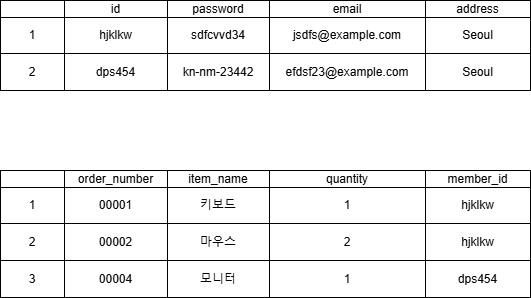 id password email address
1 hjklkw sdfcvvd34 jsdfs@example.com Seoul
2 dps454 kn-nm-23442 efdsf23@example.com Seoul
order_number item_name quantity member_id
1 00001 키보드 1 hjklkw
2 00002 마우스 2 hjklkw
3 00004 모니터 1 dps454